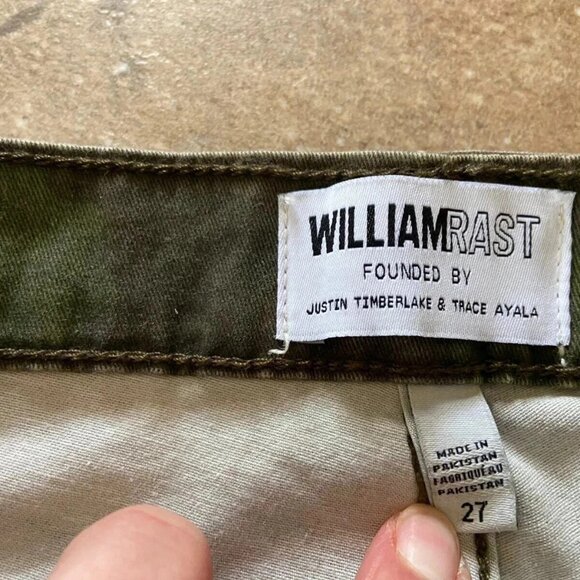 WILLIAMRAST
FOUNDED BY
JUSTIN TIMBERLAKE & TRACE AYALA
MADE IN
PAKISTAN
FABRIQUÉ AU
PAKISTAN
27